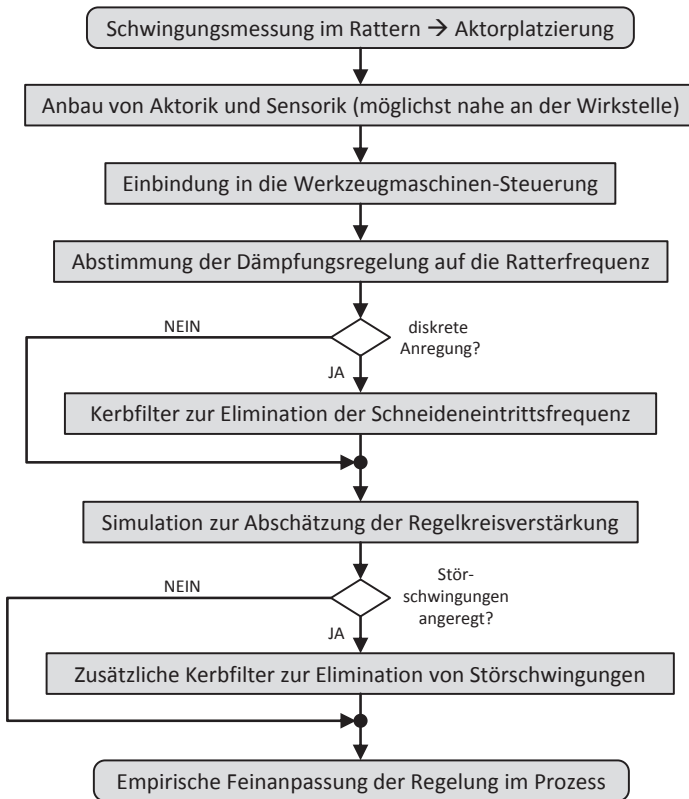 Schwingungsmessung im Rattern → Aktorplatzierung
Anbau von Aktorik und Sensorik (möglichst nahe an der Wirkstelle)
Einbindung in die Werkzeugmaschinen-Steuerung
Abstimmung der Dämpfungsregelung auf die Ratterfrequenz
NEIN
diskrete
Anregung?
JA
Kerbfilter zur Elimination der Schneideneintrittsfrequenz
Simulation zur Abschätzung der Regelkreisverstärkung
NEIN
Stör-
schwingungen
angeregt?
JA
Zusätzliche Kerbfilter zur Elimination von Störschwingungen
Empirische Feinanpassung der Regelung im Prozess